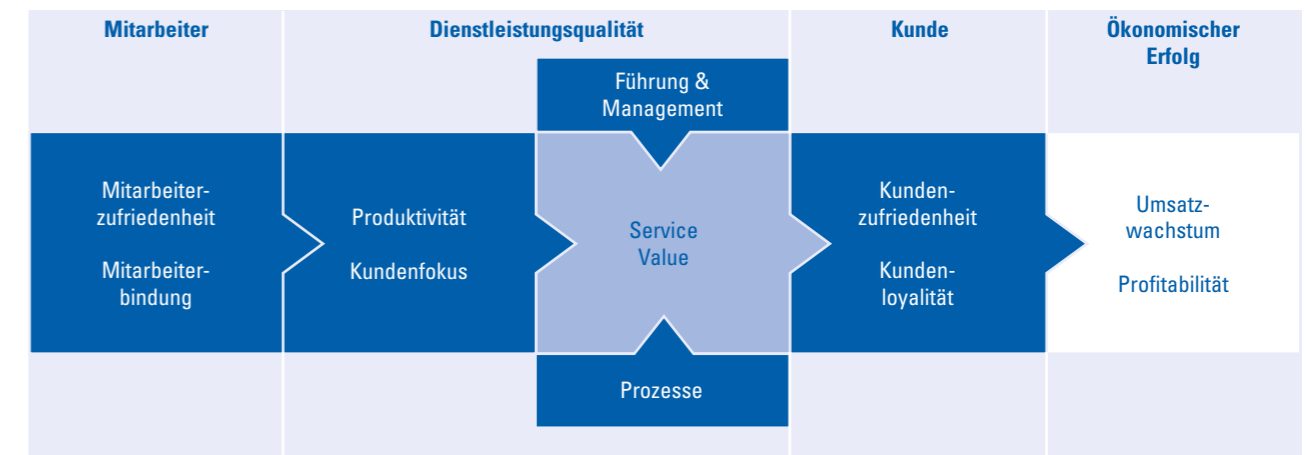 Mitarbeiter
Dienstleistungsqualität
Kunde
Ökonomischer
Erfolg
Führung &
Management
Mitarbeiter-
zufriedenheit
Mitarbeiter-
bindung
Produktivität
Kundenfokus
Service
Value
Kunden-
zufriedenheit
Kunden-
loyalität
Umsatz-
wachstum
Profitabilität
Prozesse